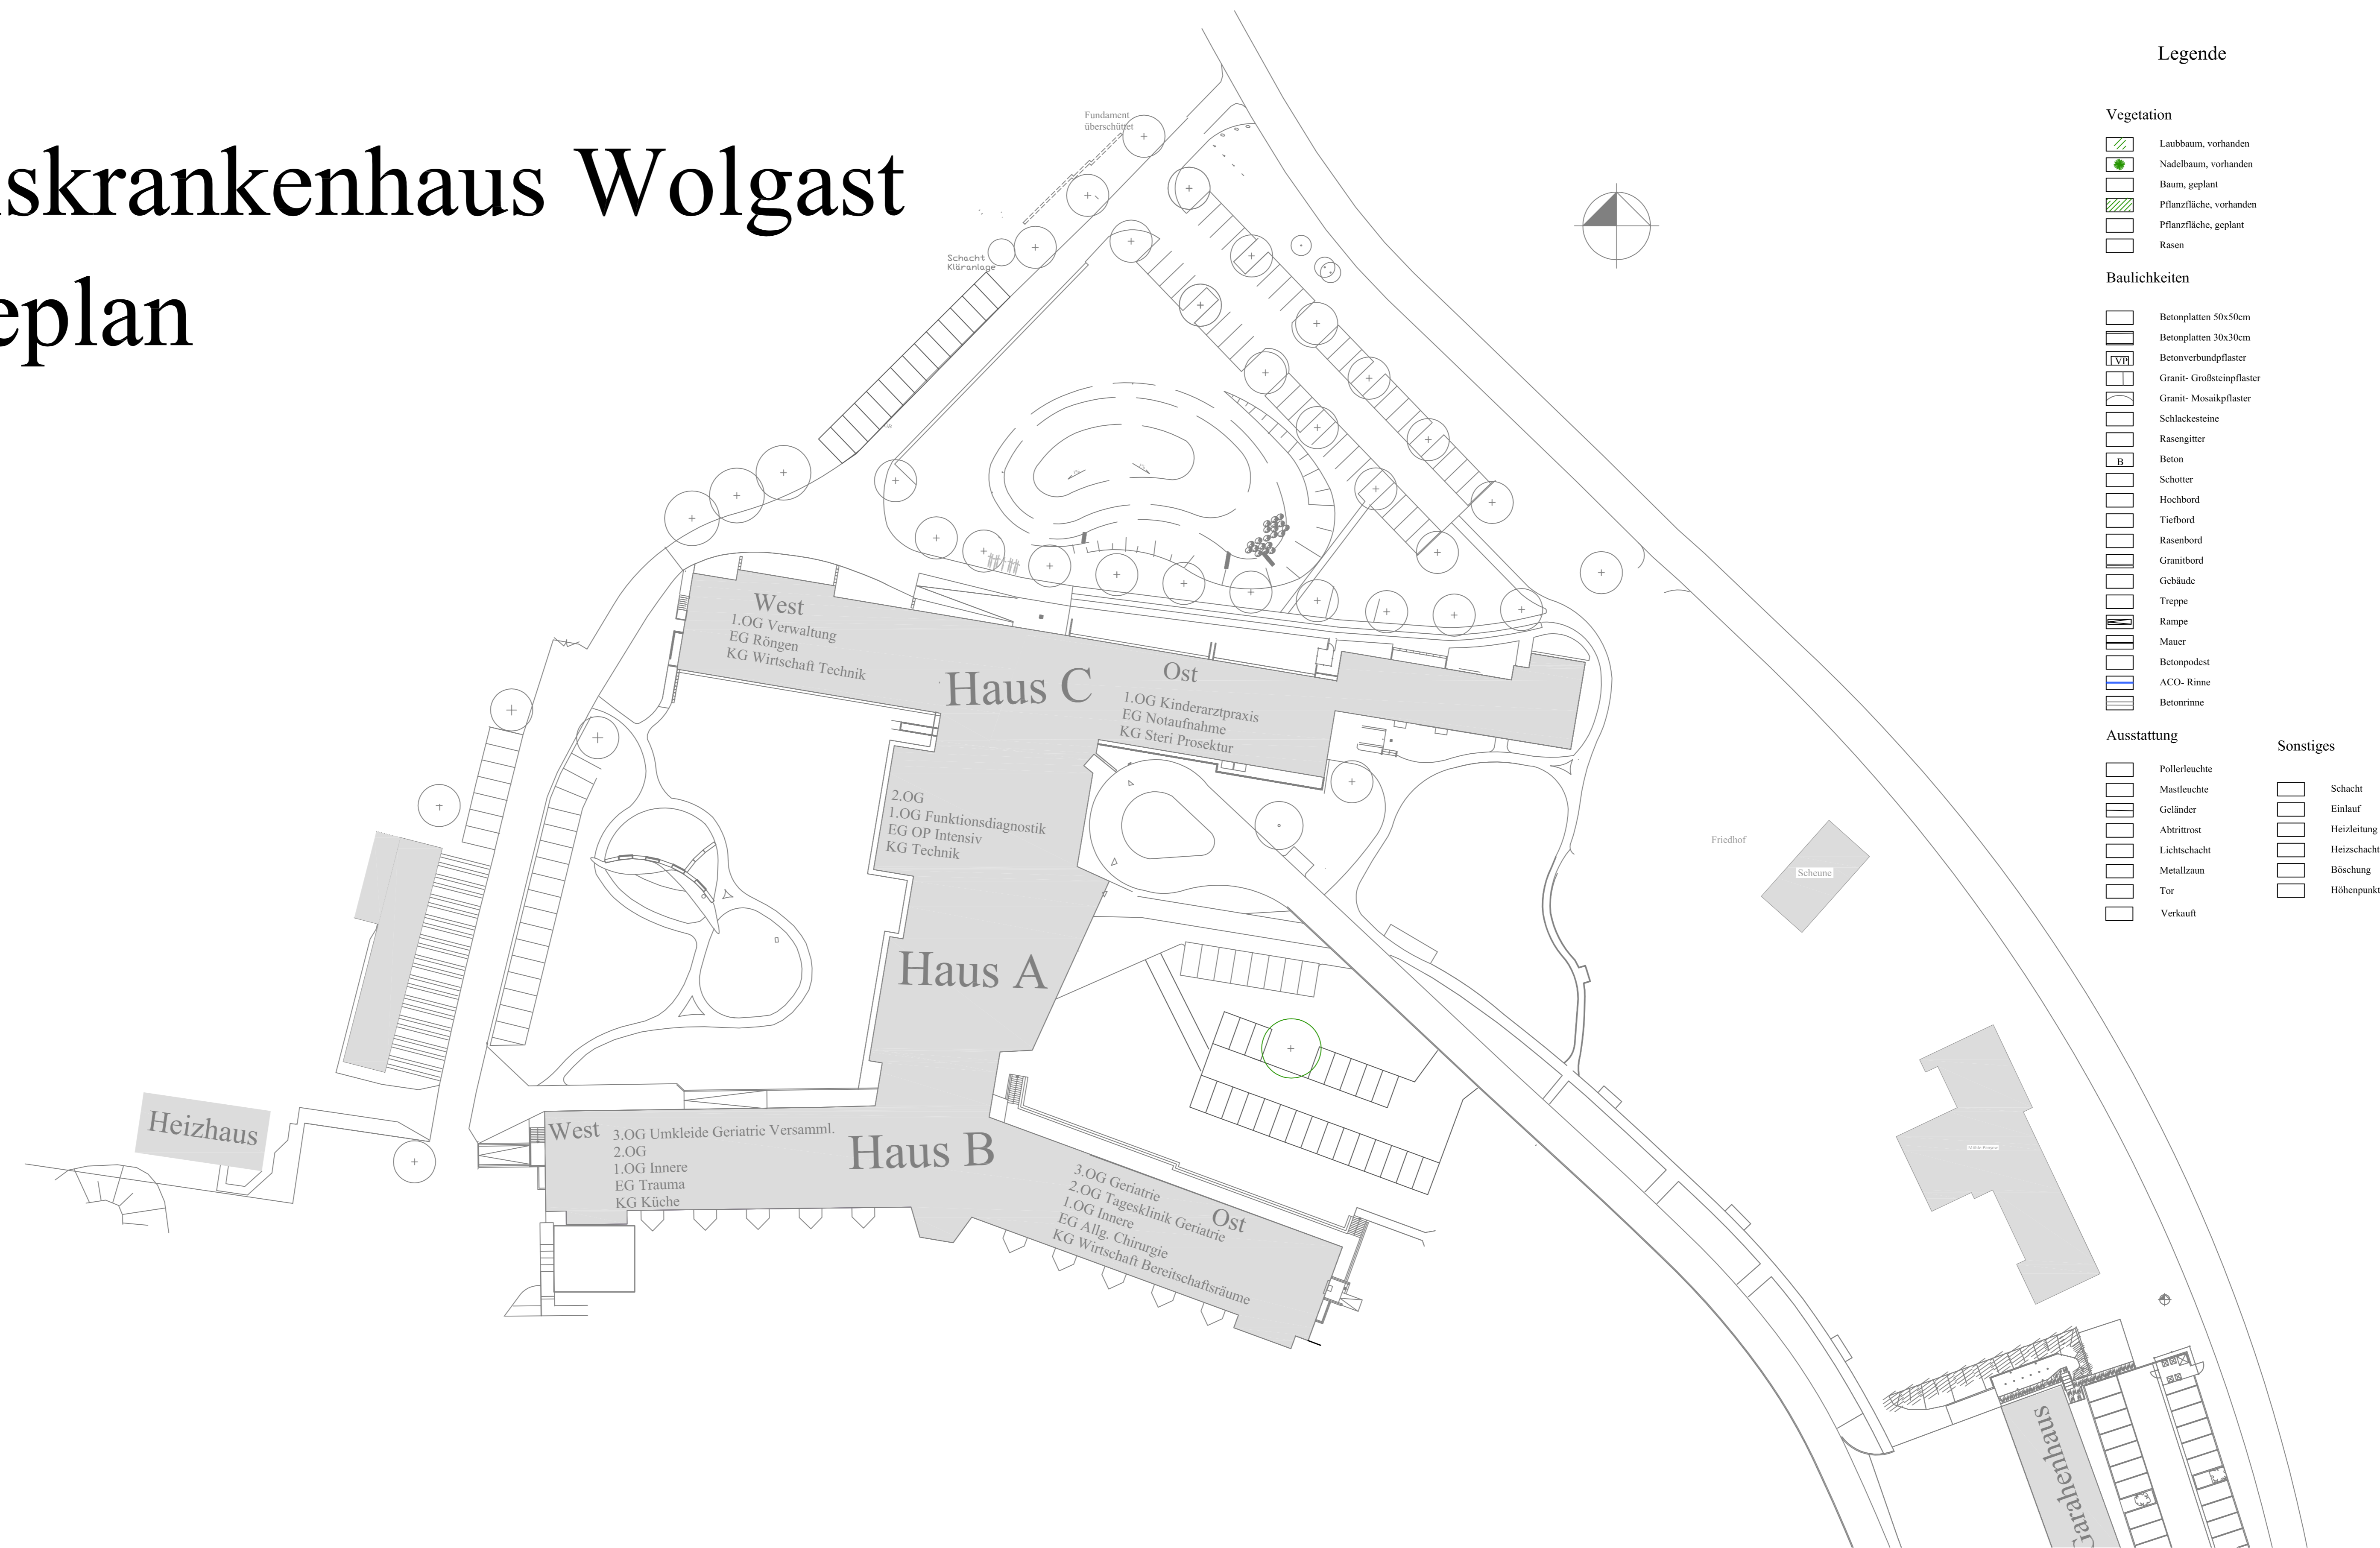 skrankenhaus Wolgast
eplan
Fundament
überschüttet
Schacht
Kläranlage
West
1.OG Verwaltung
EG Röngen
KG Wirtschaft Technik
Haus C
Ost
1.OG Kinderarztpraxis
EG Notaufnahme
KG Steri Prosektur
2.OG
1.OG Funktionsdiagnostik
EG OP Intensiv
KG Technik
Haus A
Friedhof
Scheune
Heizhaus
West
3.OG Umkleide Geriatrie Versamml.
2.OG
1.OG Innere
EG Trauma
KG Küche
Haus B
Ost
3.OG Geriatrie
2.OG Tagesklinik Geriatrie
1.OG Innere
EG Allg. Chirurgie
KG Wirtschaft Bereitschaftsräume
Garahenhaus
Legende
Vegetation
Laubbaum, vorhanden
Nadelbaum, vorhanden
Baum, geplant
Pflanzfläche, vorhanden
Pflanzfläche, geplant
Rasen
Baulichkeiten
Betonplatten 50x50cm
Betonplatten 30x30cm
VP Betonverbundpflaster
Granit- Großsteinpflaster
Granit- Mosaikpflaster
Schlackesteine
Rasengitter
B Beton
Schotter
Hochbord
Tiefbord
Rasenbord
Granitbord
Gebäude
Treppe
Rampe
Mauer
Betonpodest
ACO- Rinne
Betonrinne
Ausstattung
Pollerleuchte
Mastleuchte
Geländer
Abtrittrost
Lichtschacht
Metallzaun
Tor
Verkauft
Sonstiges
Schacht
Einlauf
Heizleitung
Heizschacht
Böschung
Höhenpunkt